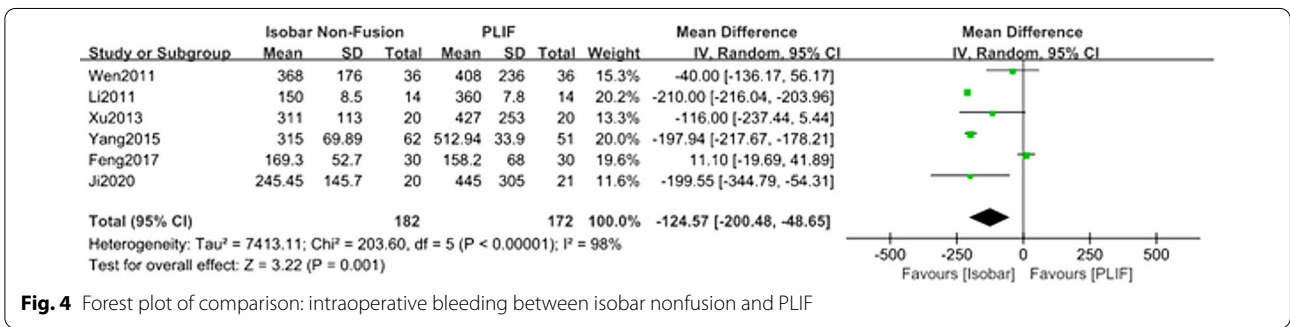 Isobar Non-Fusion PLIF Mean Difference Mean Difference
Study or Subgroup Mean SD Total Mean SD Total Weight IV, Random, 95% CI IV, Random, 95% CI
Wen2011 368 176 36 408 236 36 15.3% -40.00 [-136.17, 56.17]
Li2011 150 8.5 14 360 7.8 14 20.2% -210.00 [-216.04, -203.96]
Xu2013 311 113 20 427 253 20 13.3% -116.00 [-237.44, 5.44]
Yang2015 315 69.89 62 512.94 33.9 51 20.0% -197.94 [-217.67, -178.21]
Feng2017 169.3 52.7 30 158.2 68 30 19.6% 11.10 [-19.69, 41.89]
Ji2020 245.45 145.7 20 445 305 21 11.6% -199.55 [-344.79, -54.31]
Total (95% CI) 182 172 100.0% -124.57 [-200.48, -48.65]
Heterogeneity: Tau² = 7413.11; Chi² = 203.60, df = 5 (P < 0.00001); I² = 98%
Test for overall effect: Z = 3.22 (P = 0.001)
-500 -250 0 250 500
Favours [Isobar] Favours [PLIF]
Fig. 4 Forest plot of comparison: intraoperative bleeding between isobar nonfusion and PLIF